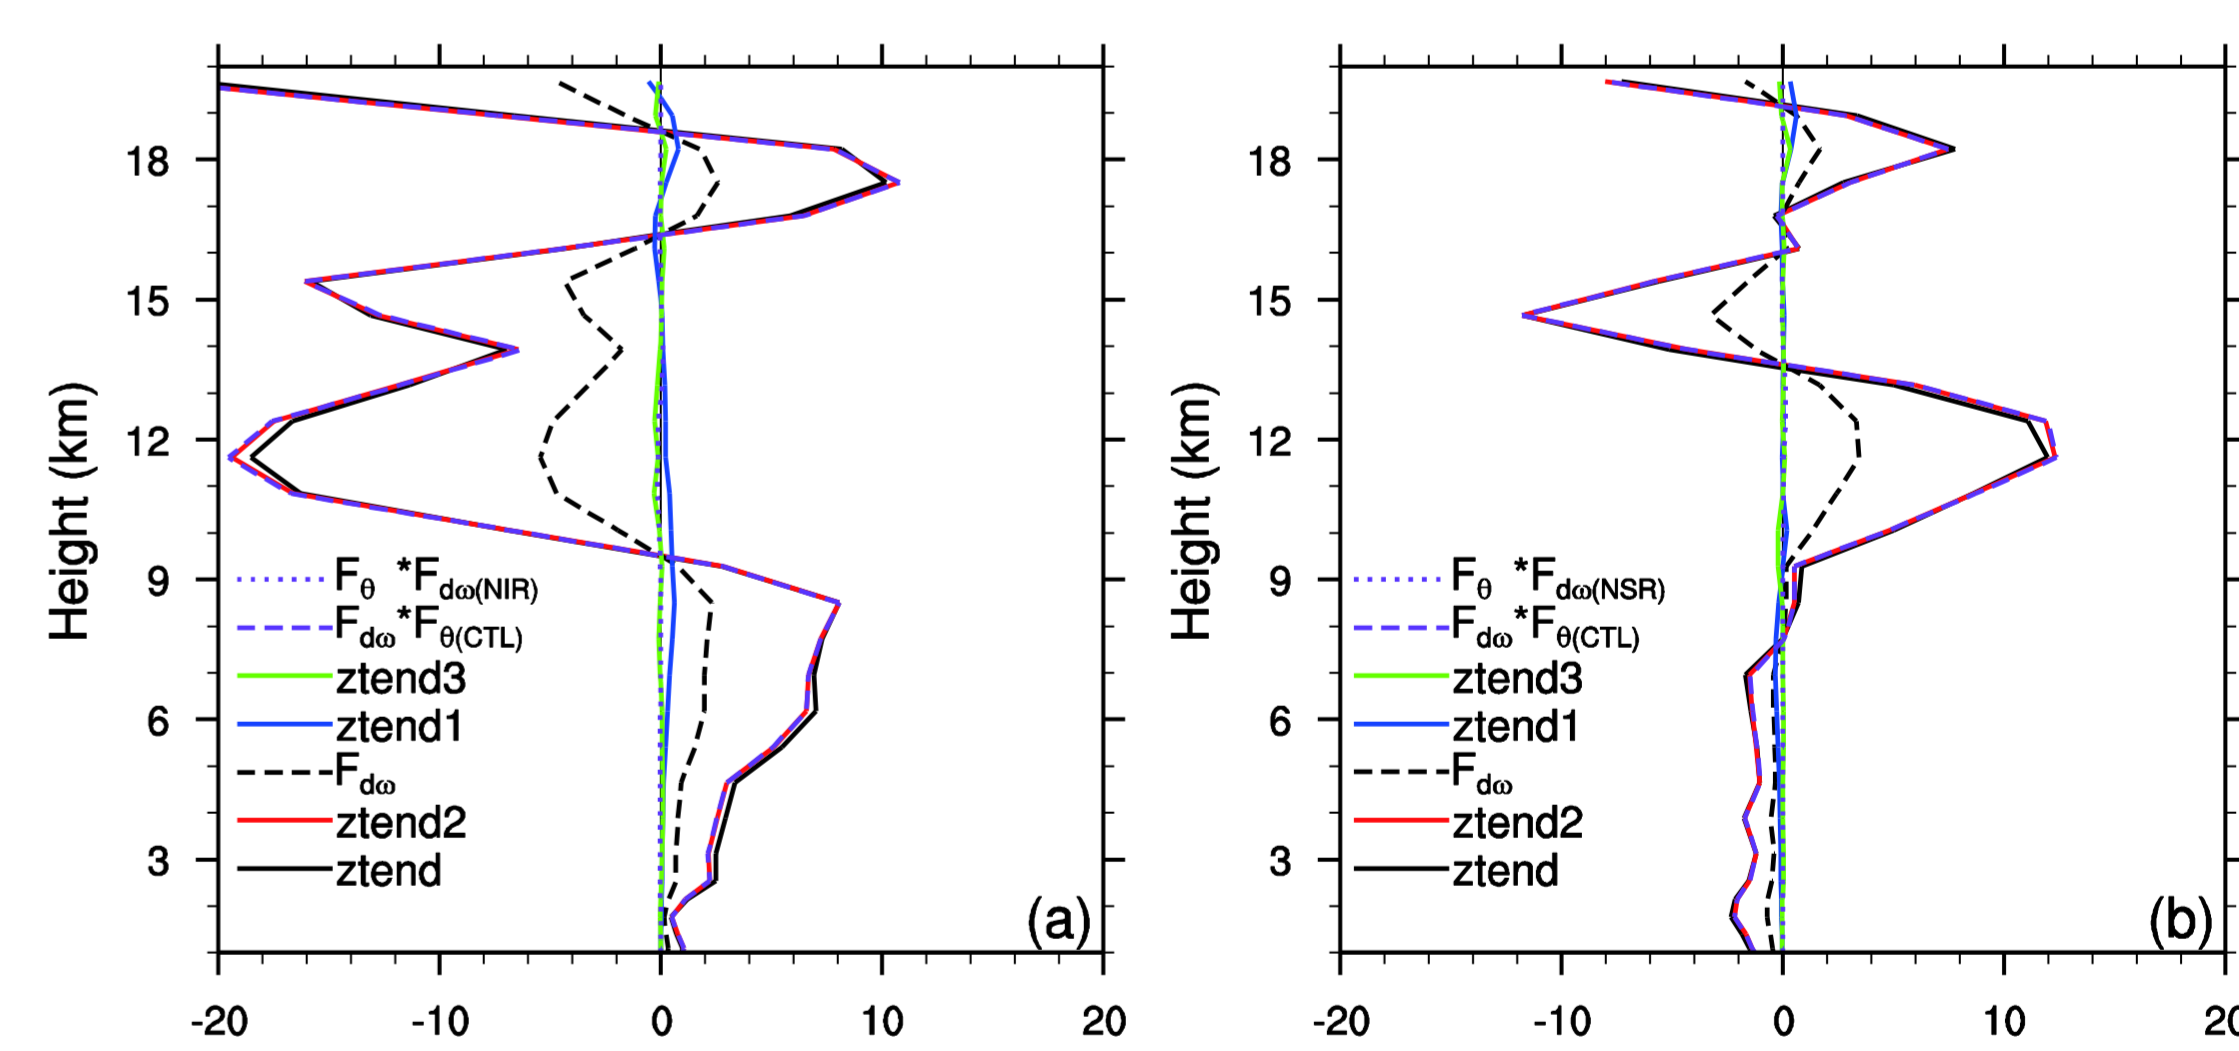 18
15
12
9
6
3
Height (km)
Fθ *Fdω(NIR)
Fdω*Fθ(CTL)
ztend3
ztend1
Fdω
ztend2
ztend
(a)
-20 -10 0 10 20
18
15
12
9
6
3
Height (km)
Fθ *Fdω(NSR)
Fdω*Fθ(CTL)
ztend3
ztend1
Fdω
ztend2
ztend
(b)
-20 -10 0 10 20